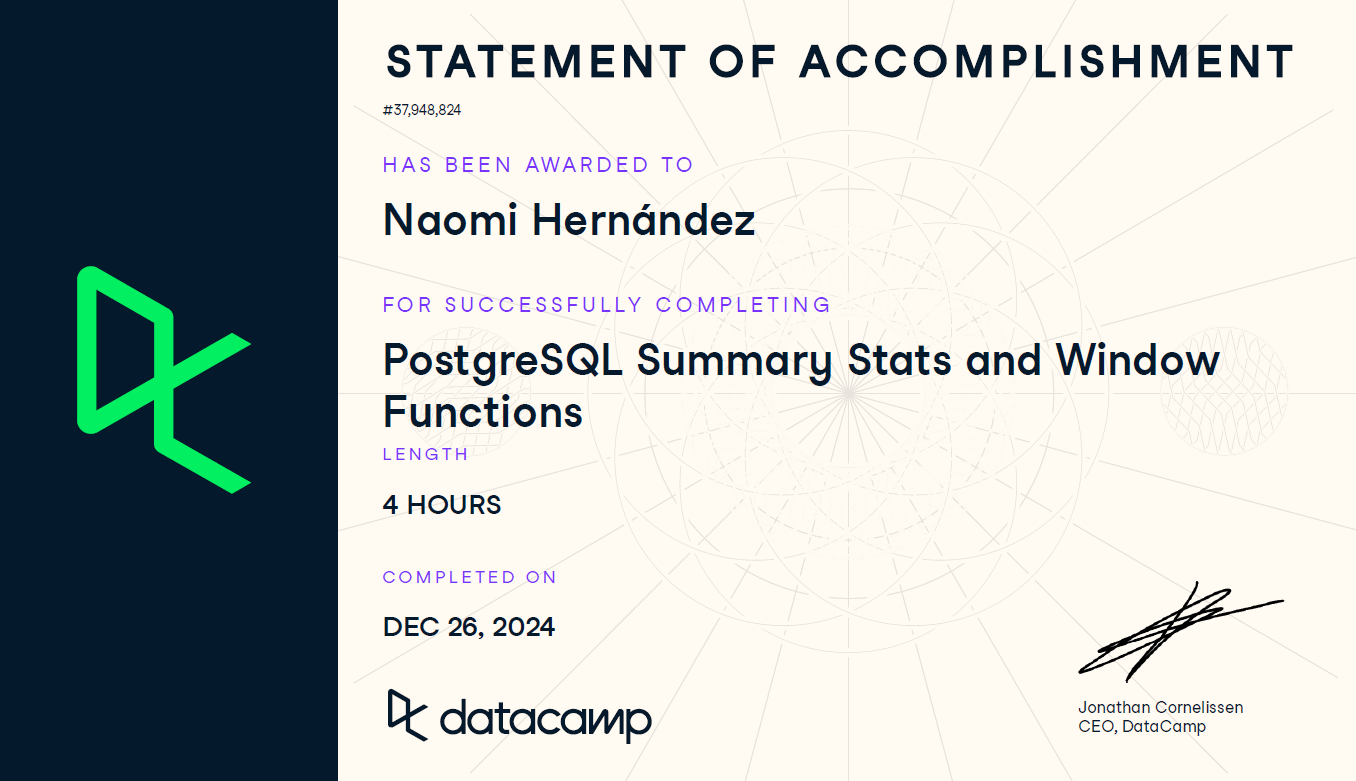 STATEMENT OF ACCOMPLISHMENT
#37,948,824
HAS BEEN AWARDED TO
Naomi Hernández
FOR SUCCESSFULLY COMPLETING
PostgreSQL Summary Stats and Window
Functions
LENGTH
4 HOURS
COMPLETED ON
DEC 26, 2024
datacamp
Jonathan Cornelissen
CEO, DataCamp